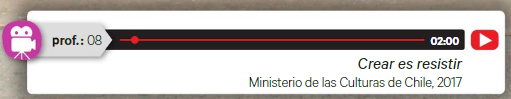 prof.: 08 02:00
Crear es resistir
Ministerio de las Culturas de Chile, 2017